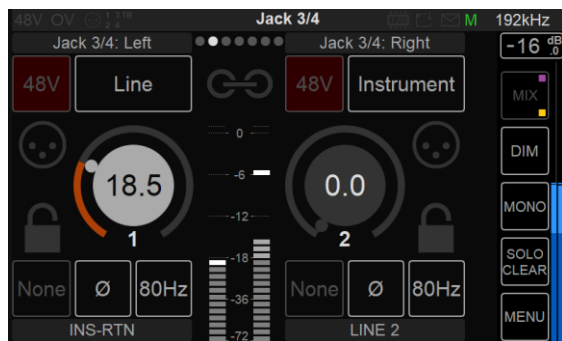 48V OV
Jack 3/4
M
192kHz
Jack 3/4: Left
Jack 3/4: Right
-16 dB .0
48V
Line
48V
Instrument
MIX
0
DIM
-6
18.5
0.0
-12
MONO
1
2
-18
SOLO
CLEAR
None
Ø
80Hz
-36
None
Ø
80Hz
MENU
INS-RTN
-72
LINE 2